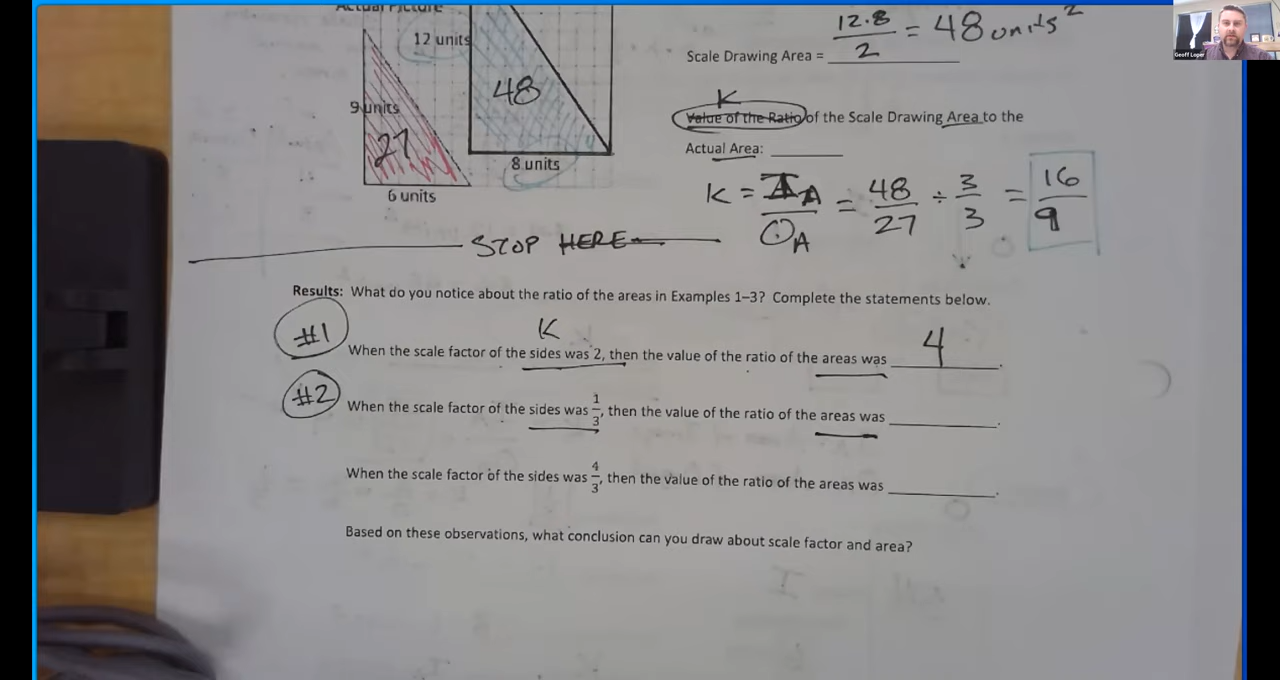 Actual Picture
12 units
9 units
27
6 units
48
8 units
Scale Drawing Area = 12·8 / 2 = 48 units²
K
Value of the Ratio of the Scale Drawing Area to the
Actual Area:
K = I_A / O_A = 48/27 ÷ 3/3 = 16/9
STOP HERE
Results: What do you notice about the ratio of the areas in Examples 1–3? Complete the statements below.
#1
K
When the scale factor of the sides was 2, then the value of the ratio of the areas was 4.
#2
When the scale factor of the sides was 1/3, then the value of the ratio of the areas was
When the scale factor of the sides was 4/3, then the value of the ratio of the areas was
Based on these observations, what conclusion can you draw about scale factor and area?